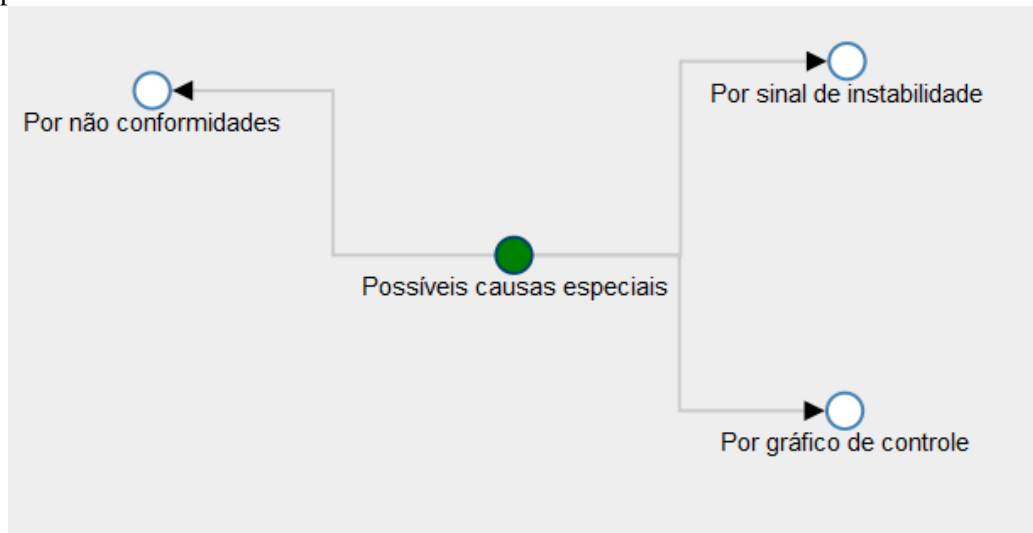 Por sinal de instabilidade
Por não conformidades
Possíveis causas especiais
Por gráfico de controle